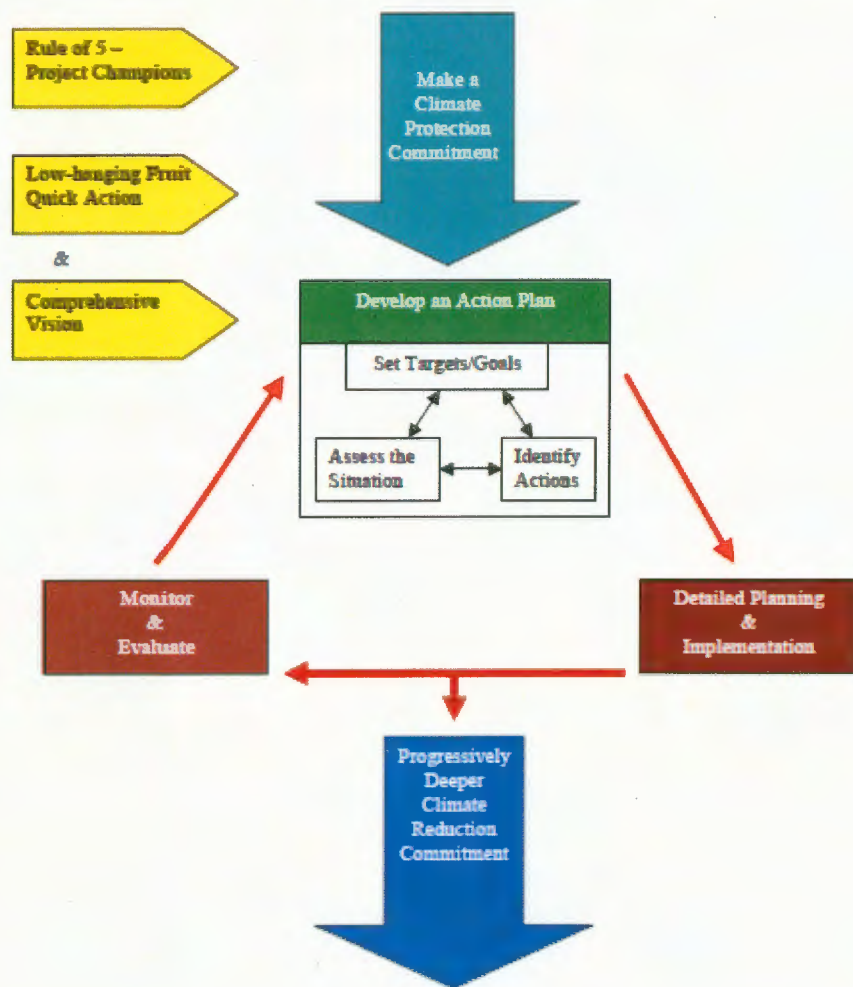 Rule of 5 –
Project Champions
Low-hanging Fruit
Quick Action
&
Comprehensive
Vision
Make a
Climate
Protection
Commitment
Develop an Action Plan
Set Targets/Goals
Assess the
Situation
Identify
Actions
Monitor
&
Evaluate
Detailed Planning
&
Implementation
Progressively
Deeper
Climate
Reduction
Commitment